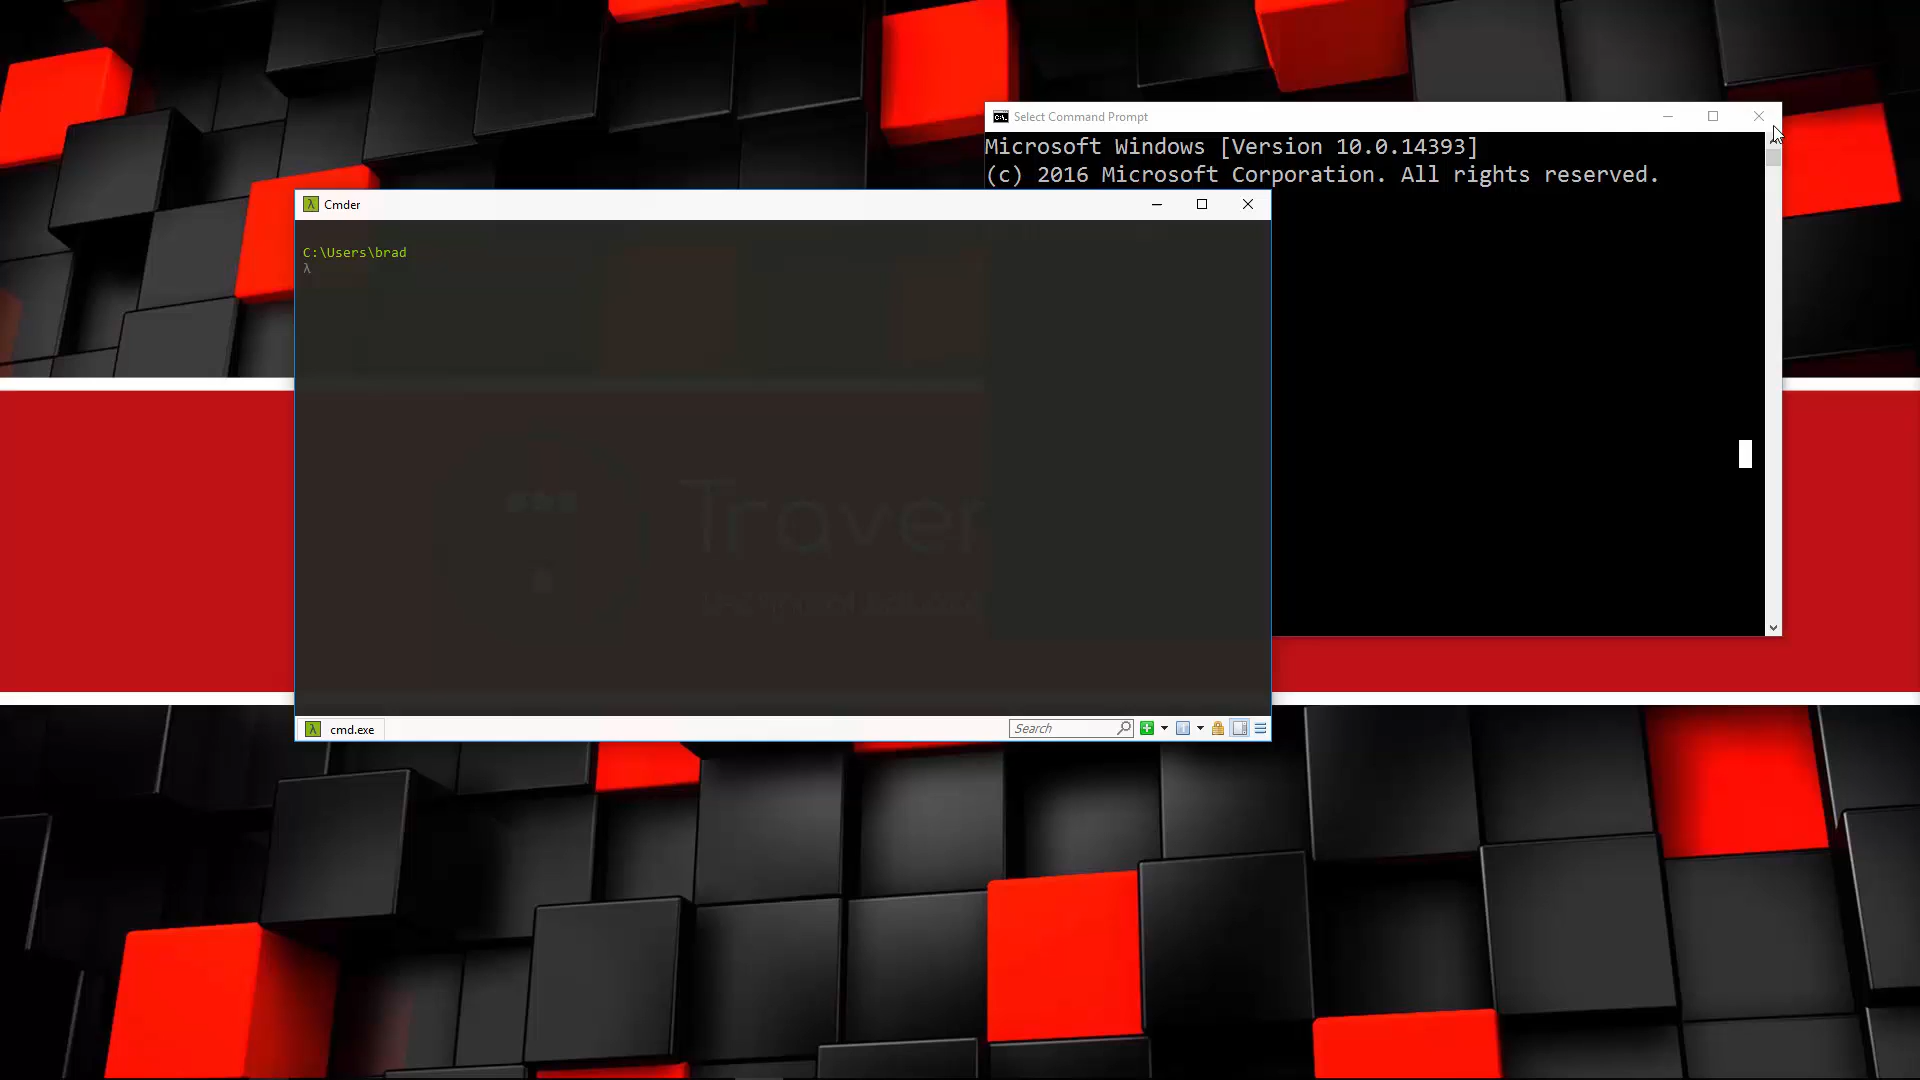 Select Command Prompt
Microsoft Windows [Version 10.0.14393]
(c) 2016 Microsoft Corporation. All rights reserved.
Cmder
C:\Users\brad
λ
Traver
cmd.exe
Search